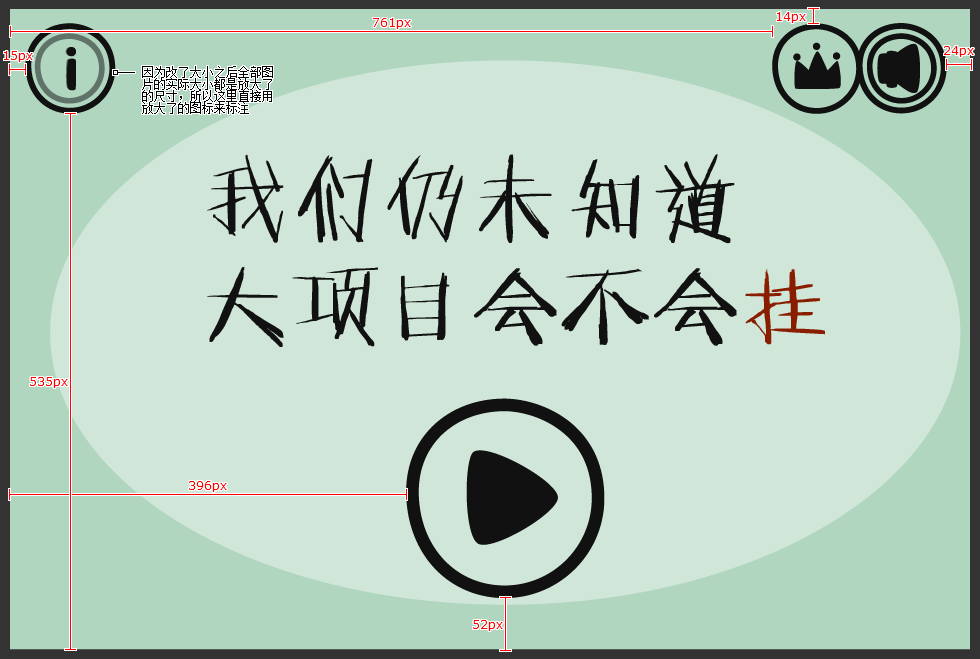 761px
14px
15px
24px
因为改了大小之后全部图
片的实际大小都是放大了
的尺寸，所以这里直接用
放大了的图标来标注
我们仍未知道
大项目会不会挂
535px
396px
52px